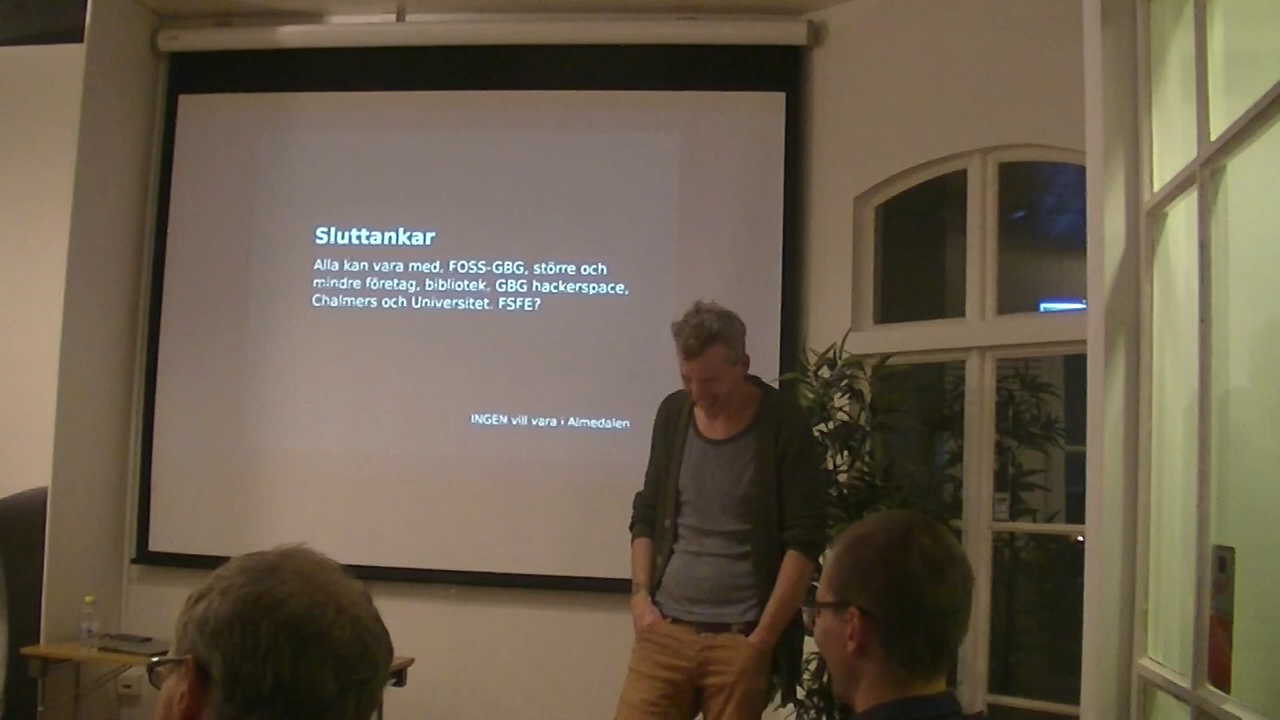 Sluttankar
Alla kan vara med, FOSS-GBG, större och
mindre företag, bibliotek, GBG hackerspace,
Chalmers och Universitet. FSFE?
INGEN vill vara i Almedalen